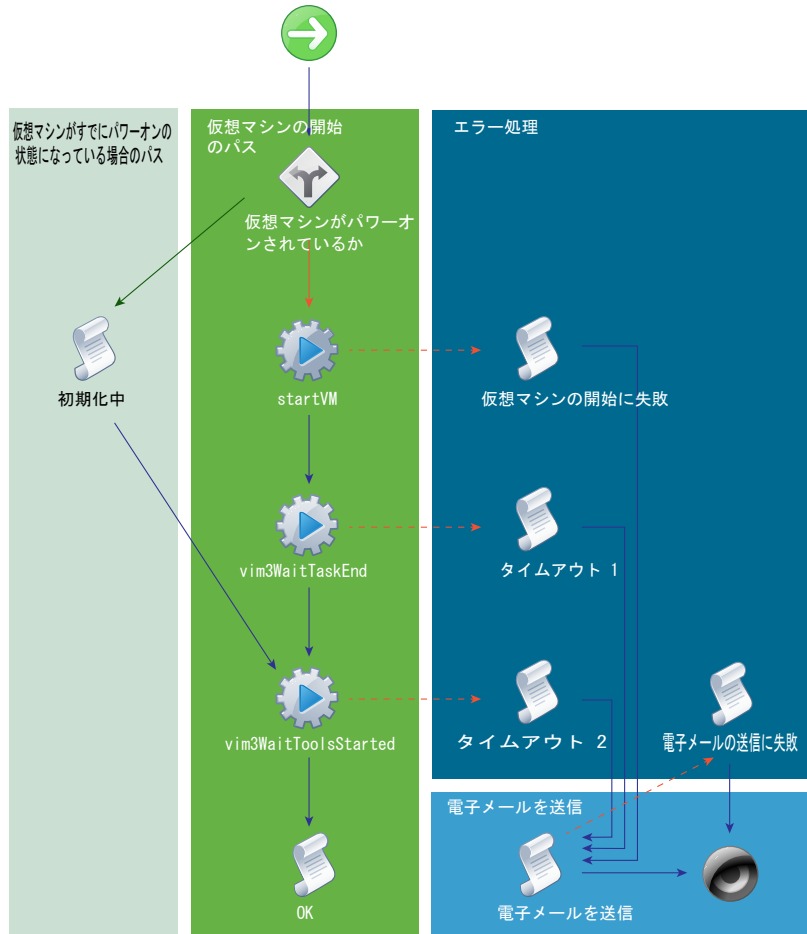 仮想マシンがすでにパワーオンの
状態になっている場合のパス
仮想マシンの開始
のパス
エラー処理
仮想マシンがパワーオ
ンされているか
初期化中
startVM
仮想マシンの開始に失敗
vim3WaitTaskEnd
タイムアウト 1
vim3WaitToolsStarted
タイムアウト 2
電子メールの送信に失敗
電子メールを送信
OK
電子メールを送信